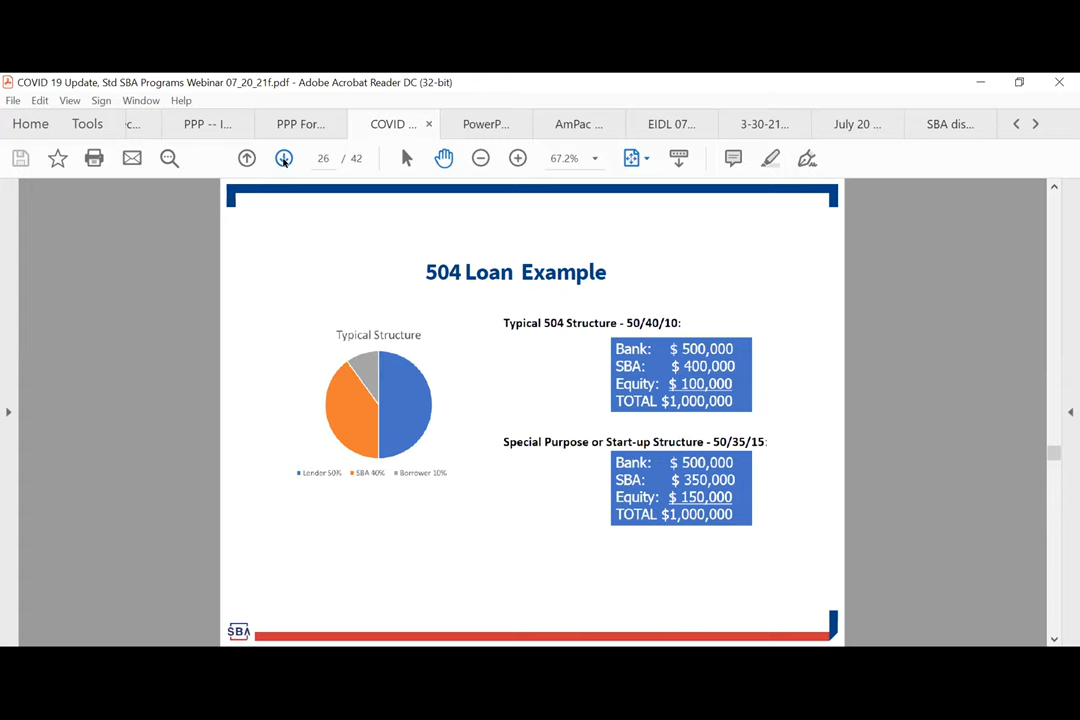 COVID 19 Update, Std SBA Programs Webinar 07_20_21f.pdf - Adobe Acrobat Reader DC (32-bit)
File Edit View Sign Window Help
Home Tools :c... PPP -- I... PPP For... COVID ... × PowerP... AmPac ... EIDL 07... 3-30-21... July 20 ... SBA dis...
26 / 42 67.2%
504 Loan Example
Typical Structure
Lender 50% SBA 40% Borrower 10%
Typical 504 Structure - 50/40/10:
Bank: $ 500,000
SBA: $ 400,000
Equity: $ 100,000
TOTAL $1,000,000
Special Purpose or Start-up Structure - 50/35/15:
Bank: $ 500,000
SBA: $ 350,000
Equity: $ 150,000
TOTAL $1,000,000
SBA